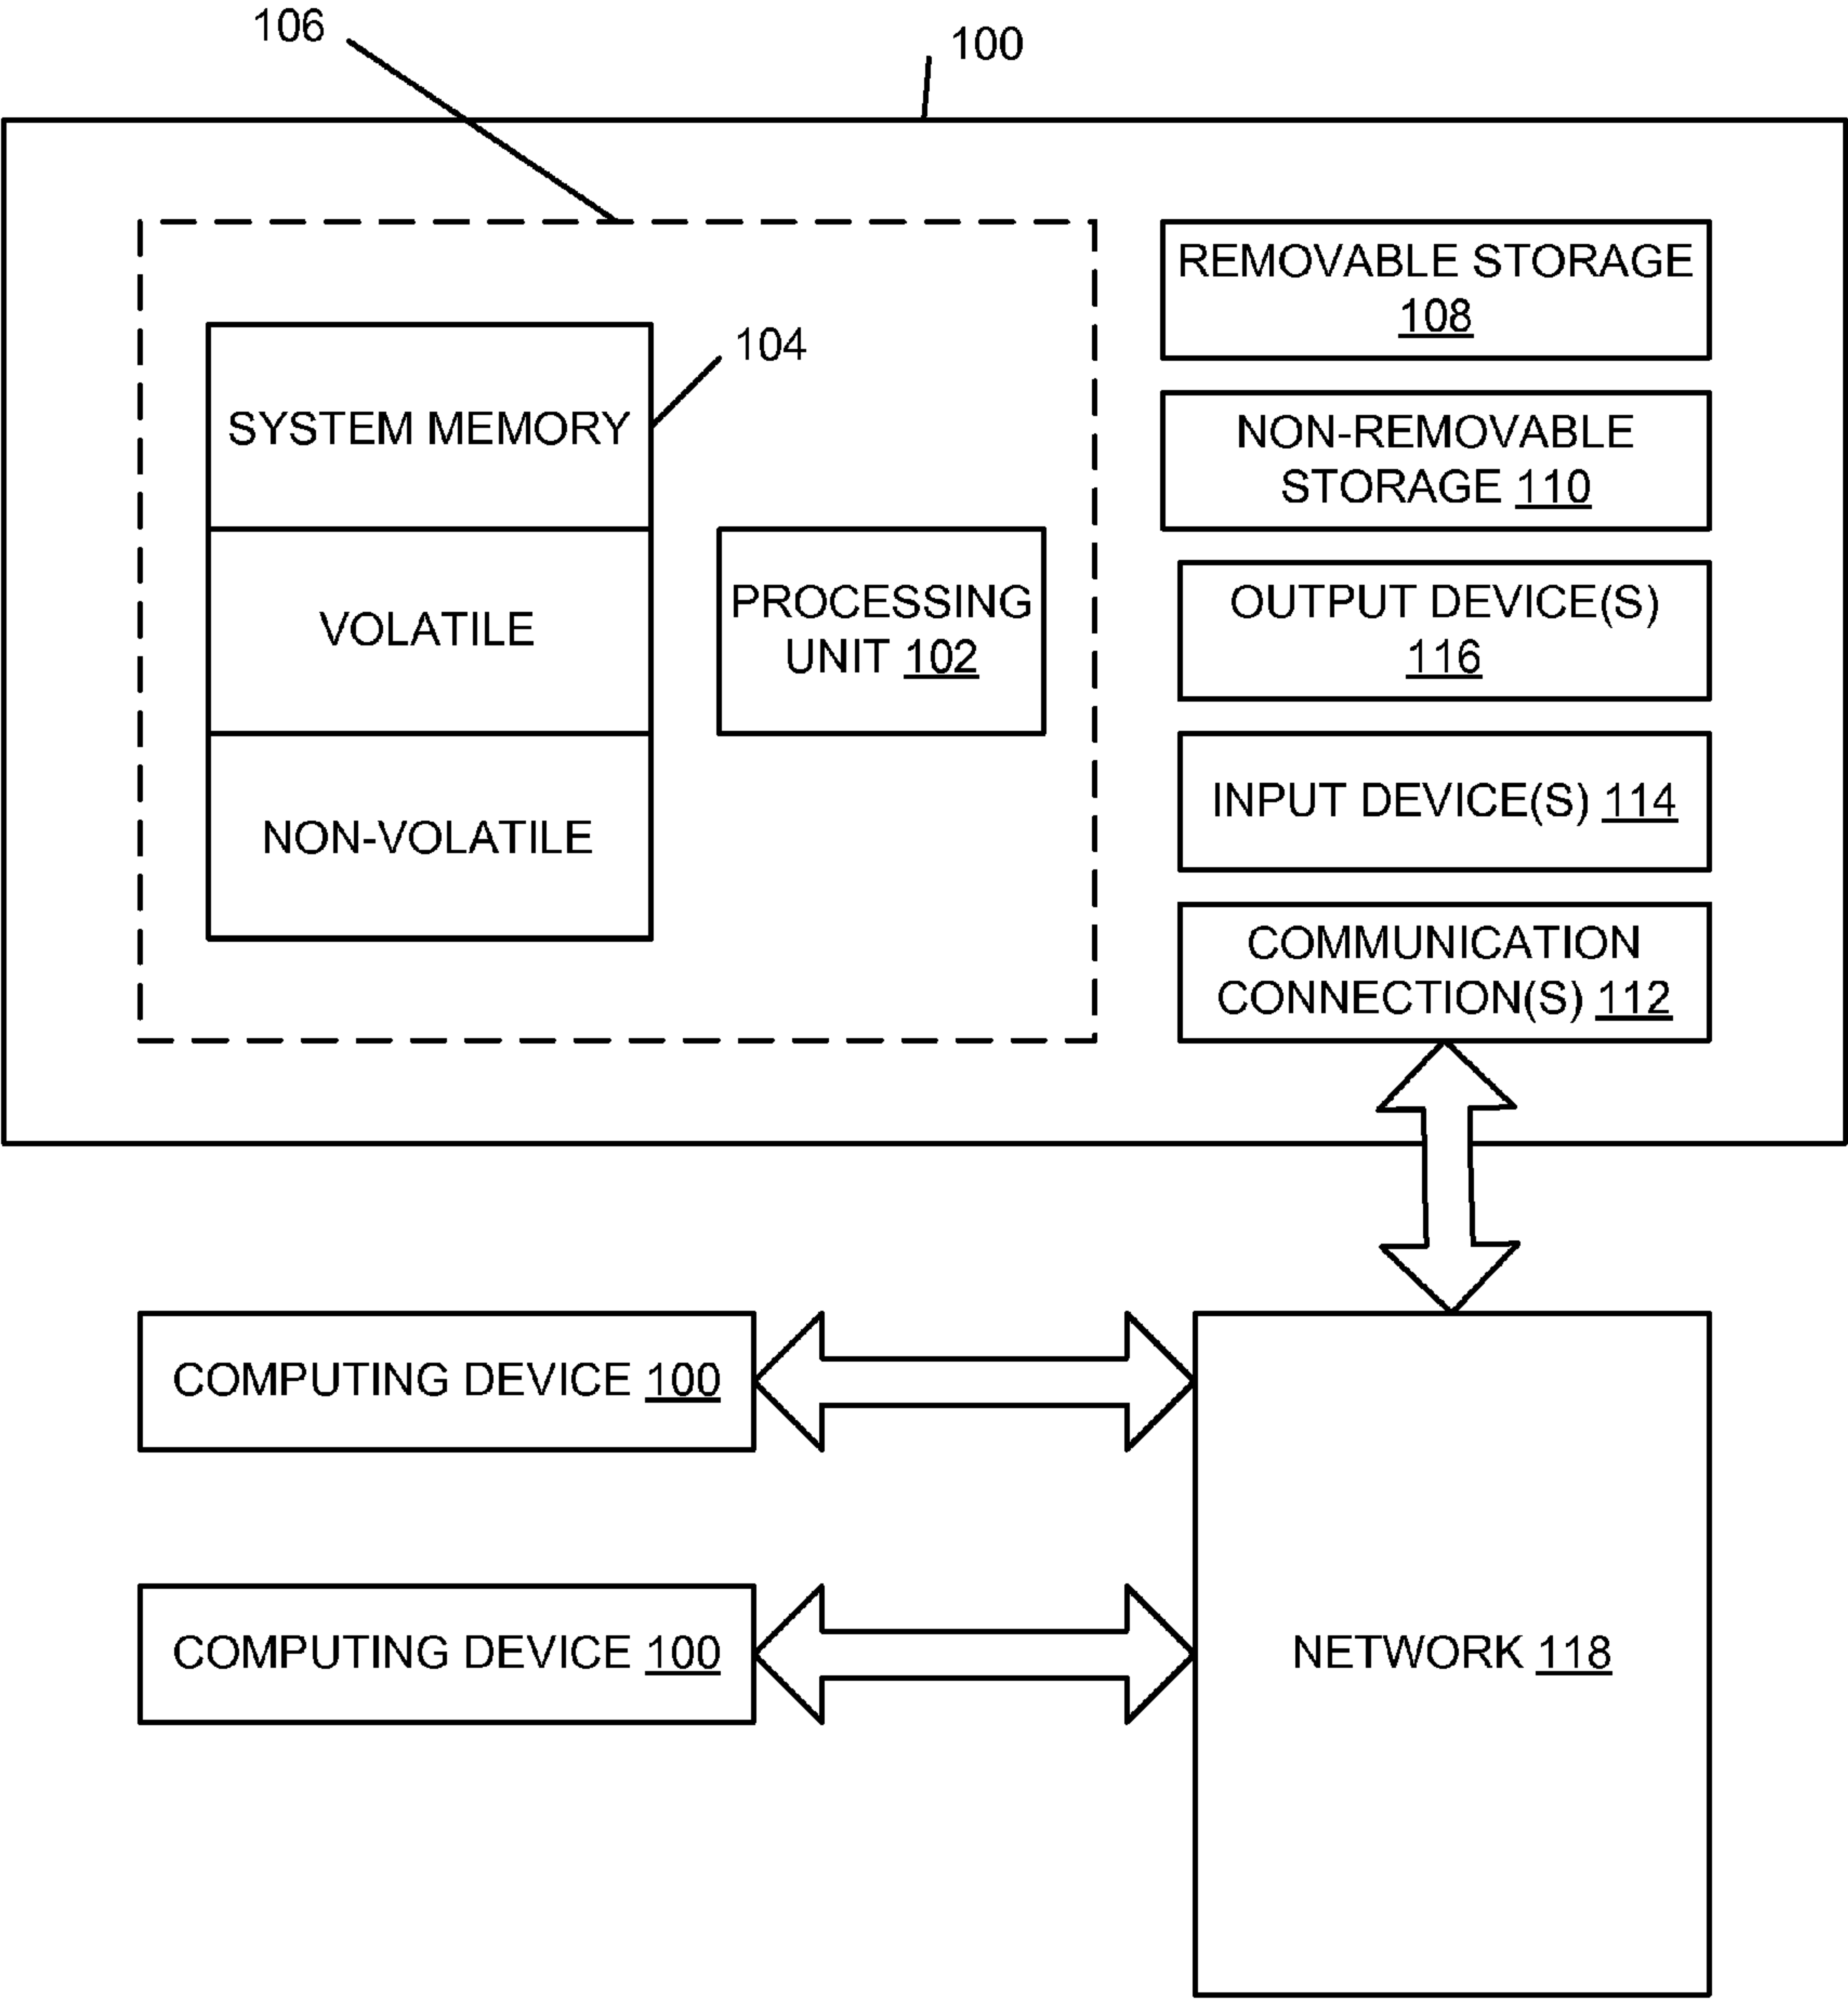 106
100
REMOVABLE STORAGE
108
104
SYSTEM MEMORY
NON-REMOVABLE
STORAGE 110
VOLATILE
PROCESSING
UNIT 102
OUTPUT DEVICE(S)
116
NON-VOLATILE
INPUT DEVICE(S) 114
COMMUNICATION
CONNECTION(S) 112
COMPUTING DEVICE 100
COMPUTING DEVICE 100
NETWORK 118